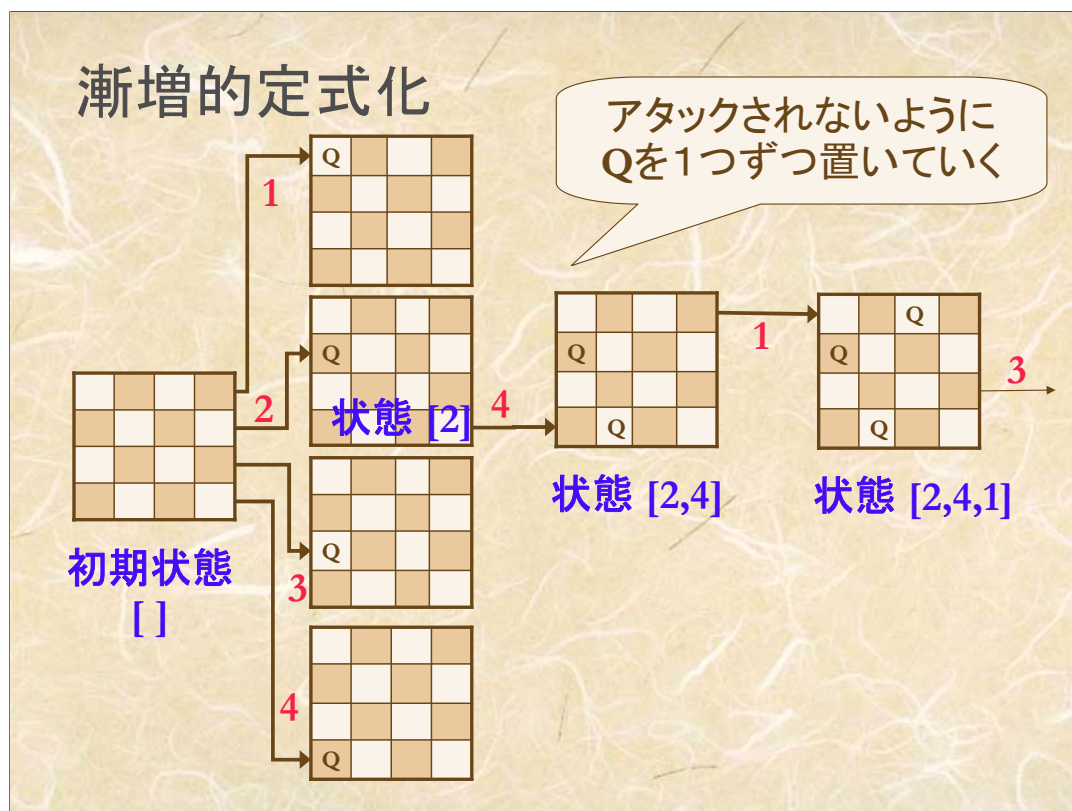 漸増的定式化
アタックされないように
Qを１つずつ置いていく
1
Q
2
Q
状態 [2]
4
Q
Q
状態 [2,4]
1
Q
Q
Q
状態 [2,4,1]
3
初期状態
[ ]
3
Q
4
Q